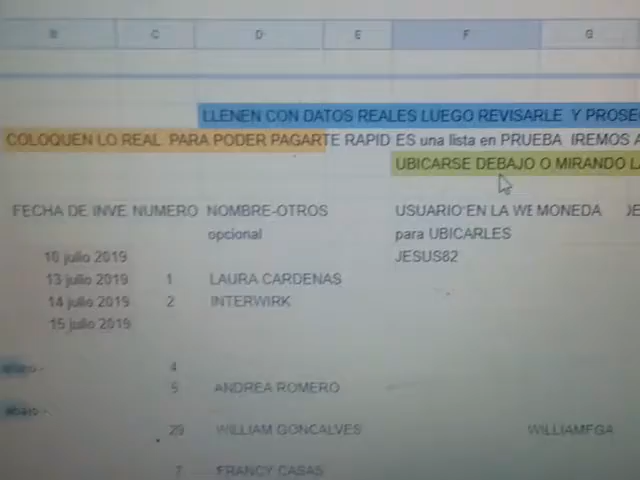 B C D E F G
LLENEN CON DATOS REALES LUEGO REVISARLE Y PROSE
COLOQUEN LO REAL PARA PODER PAGARTE RAPID ES una lista en PRUEBA IREMOS A
UBICARSE DEBAJO O MIRANDO LA
FECHA DE INVE NUMERO NOMBRE-OTROS USUARIO EN LA WE MONEDA JE
opcional para UBICARLES
10 julio 2019 JESUS82
13 julio 2019 1 LAURA CARDENAS
14 julio 2019 2 INTERWIRK
15 julio 2019
4
5 ANDREA ROMERO
abajo
29 WILLIAM GONCALVES WILLIAMFGA
7 FRANCY CASAS